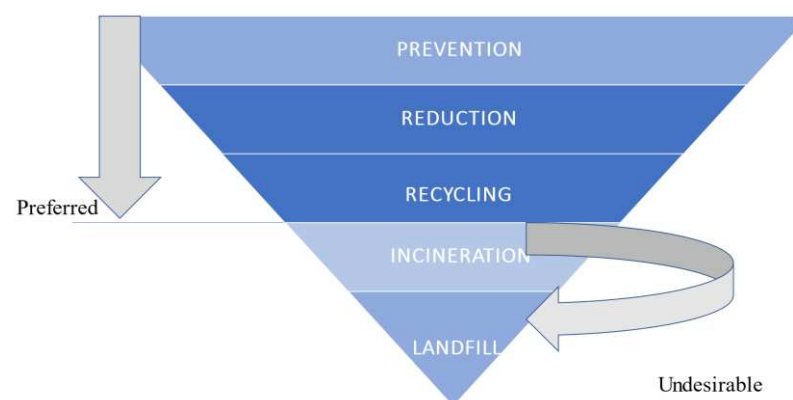 PREVENTION
REDUCTION
RECYCLING
Preferred
INCINERATION
LANDFILL
Undesirable